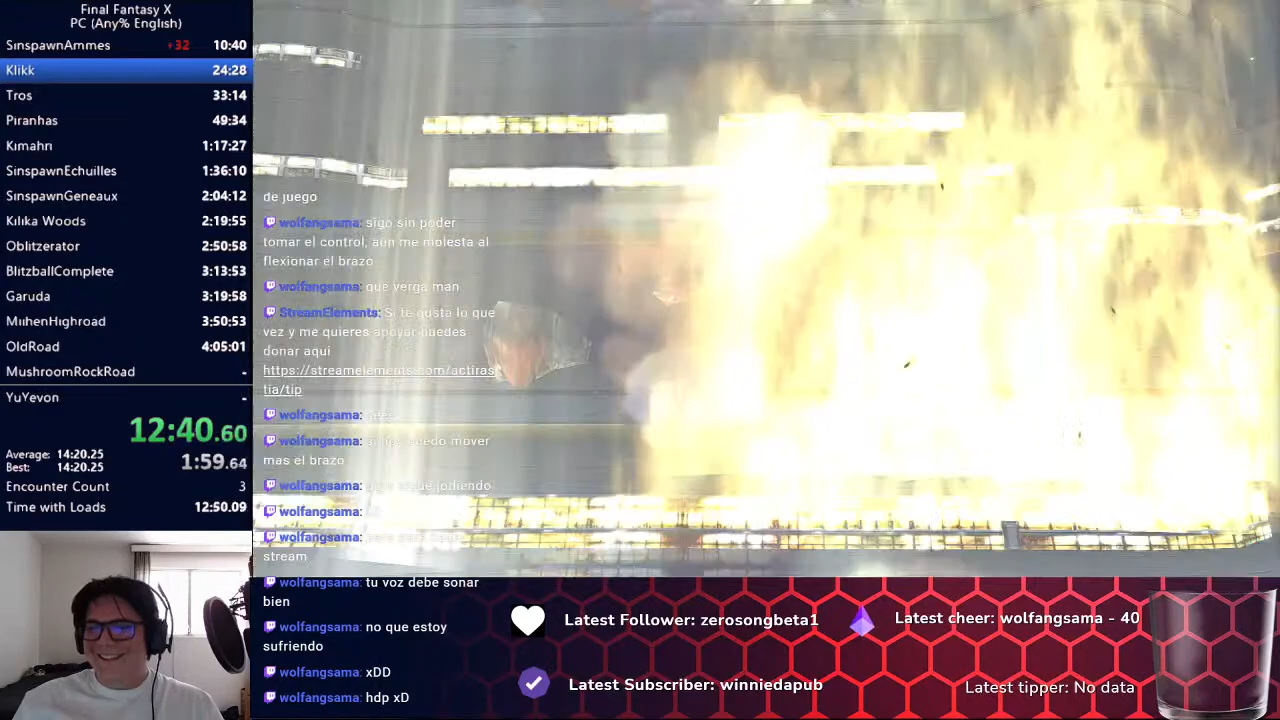 Final Fantasy X
PC (Any% English)
SinspawnAmmes +32 10:40
Klikk 24:28
Tros 33:14
Piranhas 49:34
Kimahri 1:17:27
SinspawnEchuilles 1:36:10
SinspawnGeneaux 2:04:12
Kilika Woods 2:19:55
Oblitzerator 2:50:58
BlitzballComplete 3:13:53
Garuda 3:19:58
MiihenHighroad 3:50:53
OldRoad 4:05:01
MushroomRockRoad -
YuYevon -
12:40.60
Average: 14:20.25
Best: 14:20.25
1:59.64
Encounter Count 3
Time with Loads 12:50.09
de juego
wolfangsama: sigo sin poder
tomar el control, aun me molesta al
flexionar el brazo
wolfangsama: que verga man
StreamElements: Si te gusta lo que
vez y me quieres apoyar puedes
donar aqui
https://streamelements.com/actiras
tia/tip
wolfangsama:
wolfangsama: puedo mover
mas el brazo
wolfangsama: sigue jodiendo
wolfangsama:
wolfangsama:
stream
wolfangsama: tu voz debe sonar
bien
wolfangsama: no que estoy
sufriendo
wolfangsama: xDD
wolfangsama: hdp xD
Latest Follower: zerosongbeta1
Latest cheer: wolfangsama - 40
Latest Subscriber: winniedapub
Latest tipper: No data